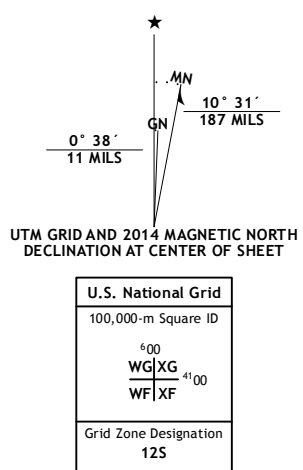 ★
MN
GN
10° 31´
187 MILS
0° 38´
11 MILS
UTM GRID AND 2014 MAGNETIC NORTH
DECLINATION AT CENTER OF SHEET
U.S. National Grid
100,000-m Square ID
⁶00
WG XG
⁴¹00
WF XF
Grid Zone Designation
12S